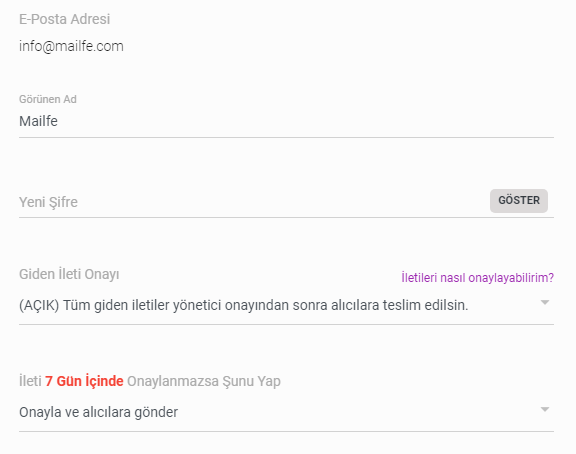 E-Posta Adresi
info@mailfe.com
Görünen Ad
Mailfe
Yeni Şifre
GÖSTER
Giden İleti Onayı
İletileri nasıl onaylayabilirim?
(AÇIK) Tüm giden iletiler yönetici onayından sonra alıcılara teslim edilsin.
İleti 7 Gün İçinde Onaylanmazsa Şunu Yap
Onayla ve alıcılara gönder